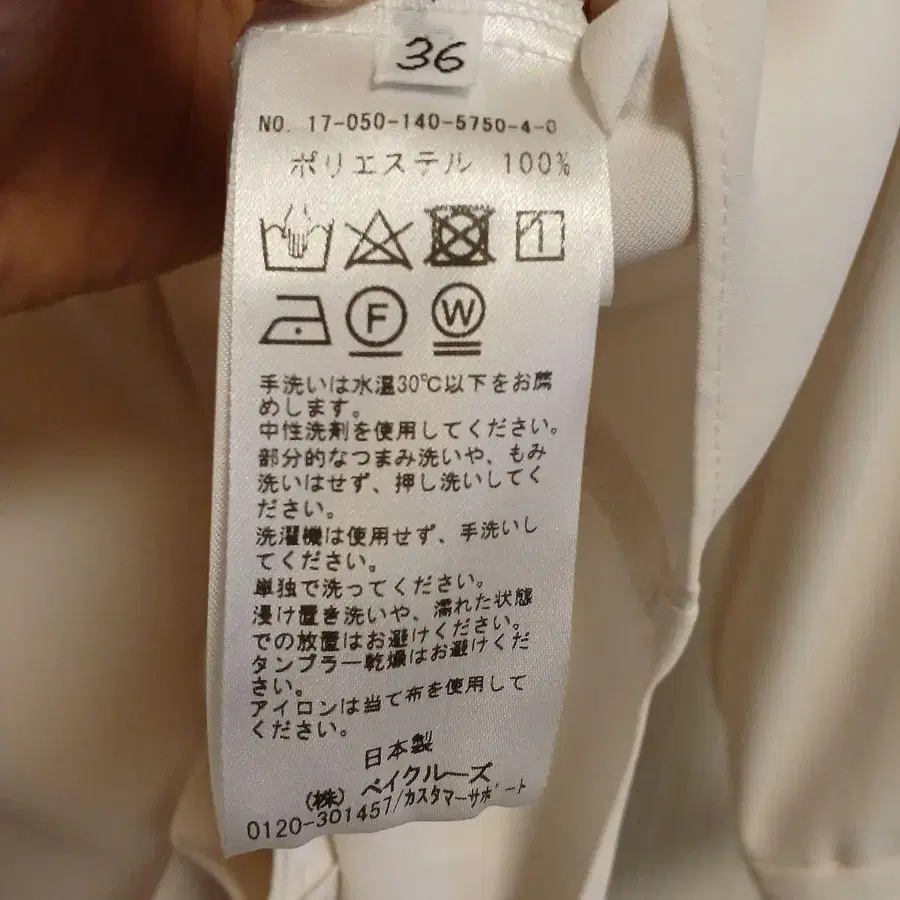 36
NO. 17-050-140-5750-4-0
ポリエステル 100%
1
F
W
手洗いは水温30℃以下をお薦
めします。
中性洗剤を使用してください。
部分的なつまみ洗いや、もみ
洗いはせず、押し洗いしてく
ださい。
洗濯機は使用せず、手洗いし
てください。
単独で洗ってください。
浸け置き洗いや、濡れた状態
での放置はお避けください。
タンブラー乾燥はお避けくだ
さい。
アイロンは当て布を使用して
ください。
日本製
(株) ベイクルーズ
0120-301457/カスタマーサポート